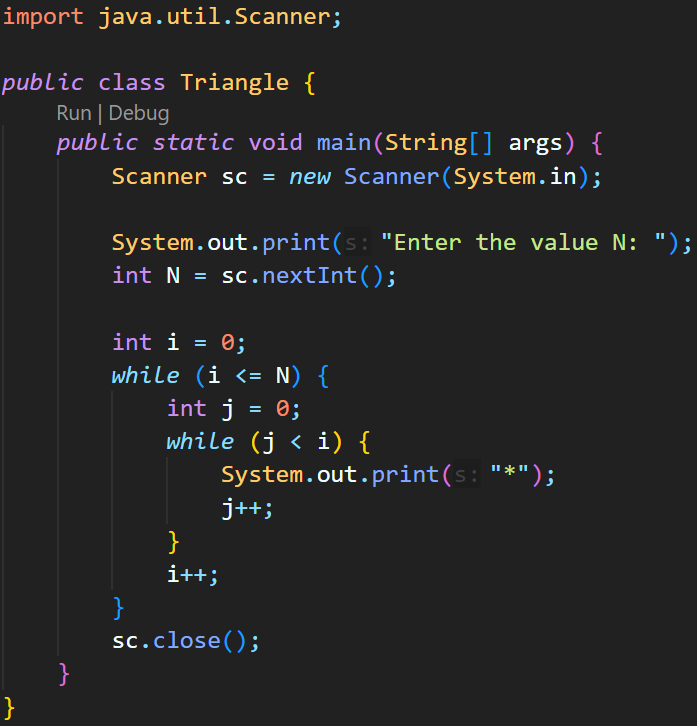 import java.util.Scanner;
public class Triangle {
Run | Debug
public static void main(String[] args) {
Scanner sc = new Scanner(System.in);
System.out.print(s: "Enter the value N: ");
int N = sc.nextInt();
int i = 0;
while (i <= N) {
int j = 0;
while (j < i) {
System.out.print(s: "*");
j++;
}
i++;
}
sc.close();
}
}